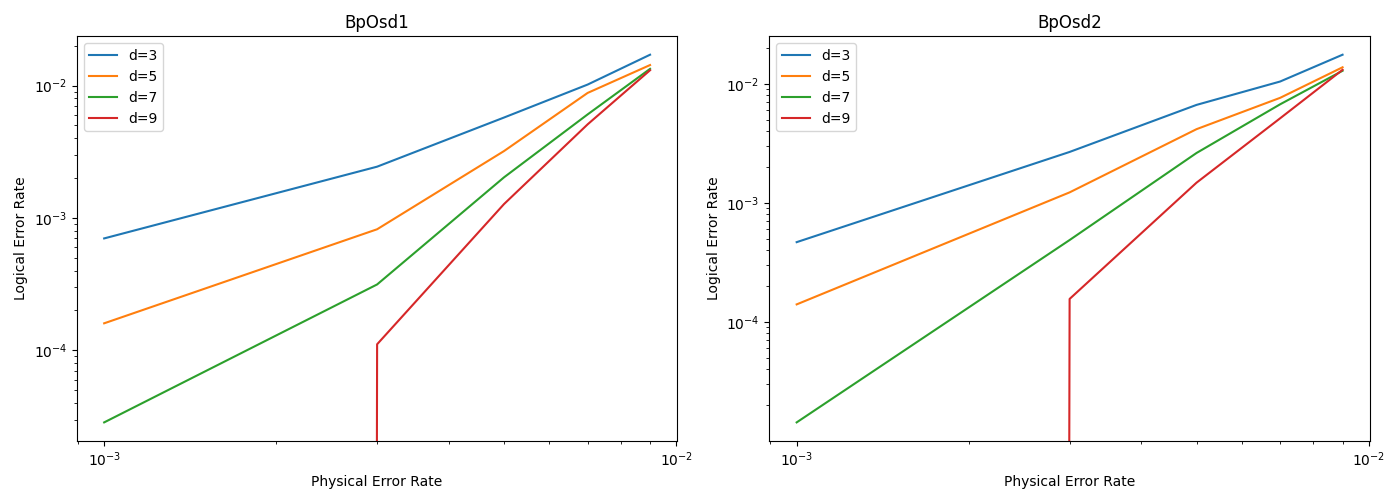 BpOsd1
d=3
d=5
d=7
d=9
Logical Error Rate
10⁻²
10⁻³
10⁻⁴
10⁻³
10⁻²
Physical Error Rate
BpOsd2
d=3
d=5
d=7
d=9
Logical Error Rate
10⁻²
10⁻³
10⁻⁴
10⁻³
10⁻²
Physical Error Rate